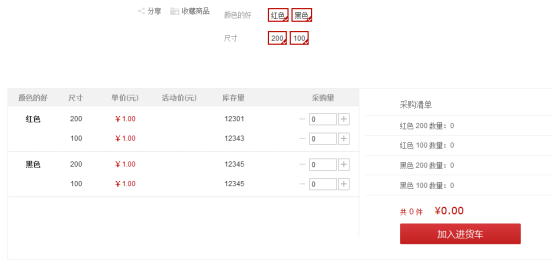 分享 收藏商品
颜色的好 红色 黑色
尺寸 200 100
颜色的好 尺寸 单价(元) 活动价(元) 库存量 采购量
红色 200 ￥1.00 12301 － 0 ＋
100 ￥1.00 12343 － 0 ＋
黑色 200 ￥1.00 12345 － 0 ＋
100 ￥1.00 12345 － 0 ＋
采购清单
红色 200 数量：0
红色 100 数量：0
黑色 200 数量：0
黑色 100 数量：0
共 0 件 ¥0.00
加入进货车